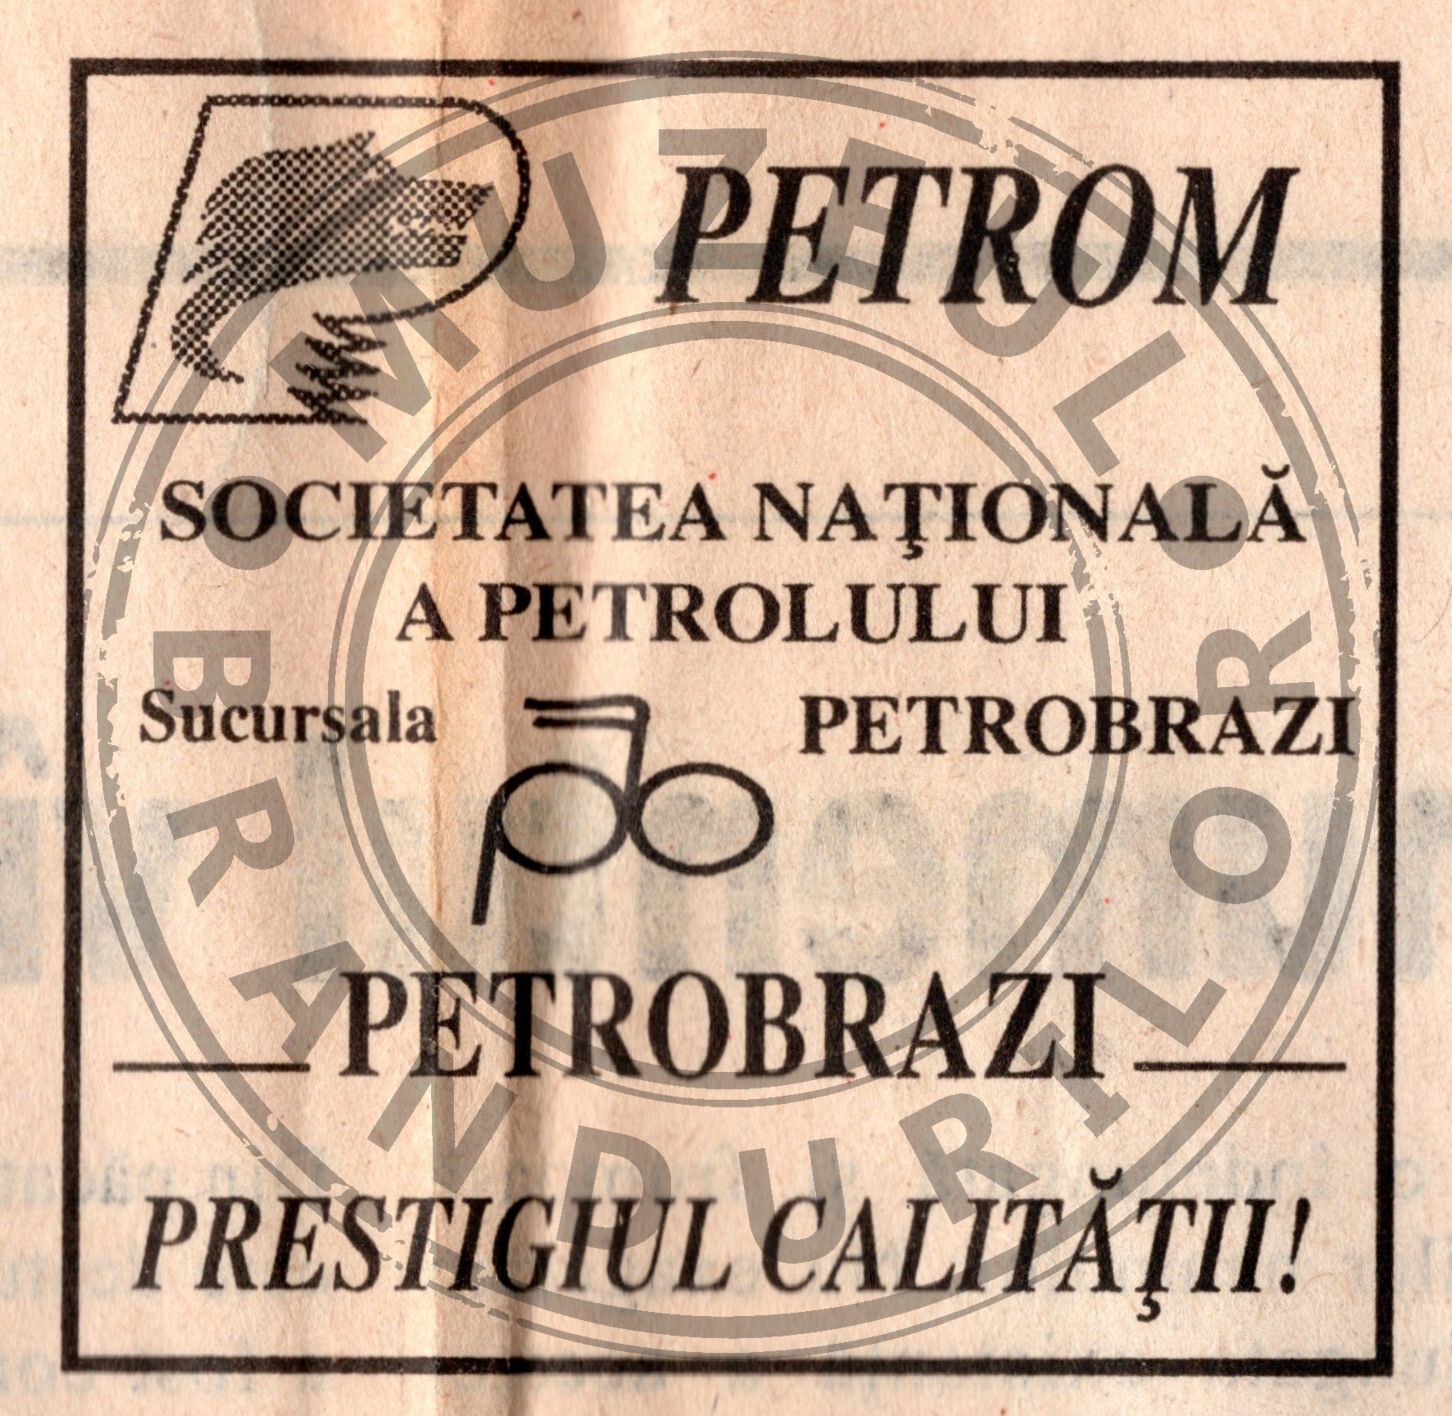 PETROM
SOCIETATEA NAŢIONALĂ
A PETROLULUI
Sucursala PETROBRAZI
PETROBRAZI
PRESTIGIUL CALITĂŢII!
MUZEUL BRANDURILOR